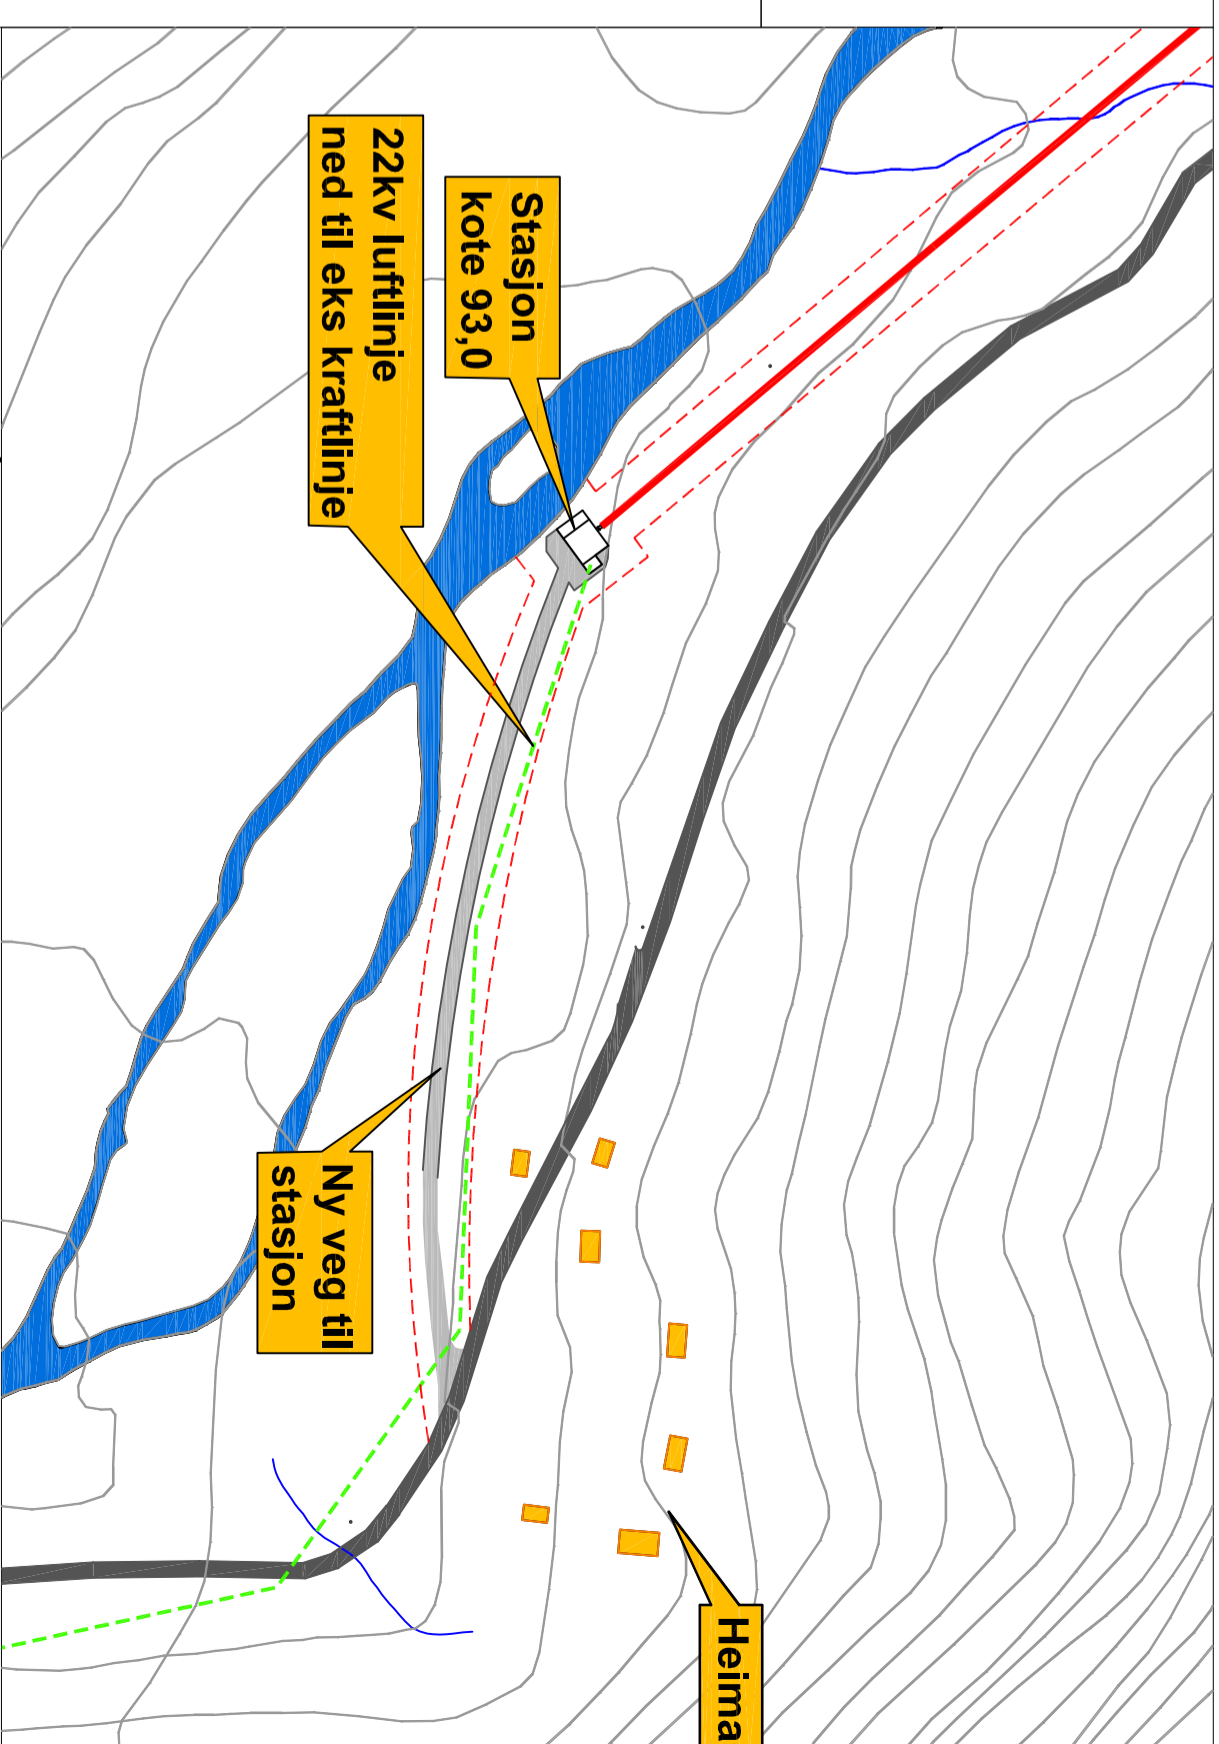 Stasjon
kote 93,0
22kv luftlinje
ned til eks kraftlinje
Ny veg til
stasjon
Heima